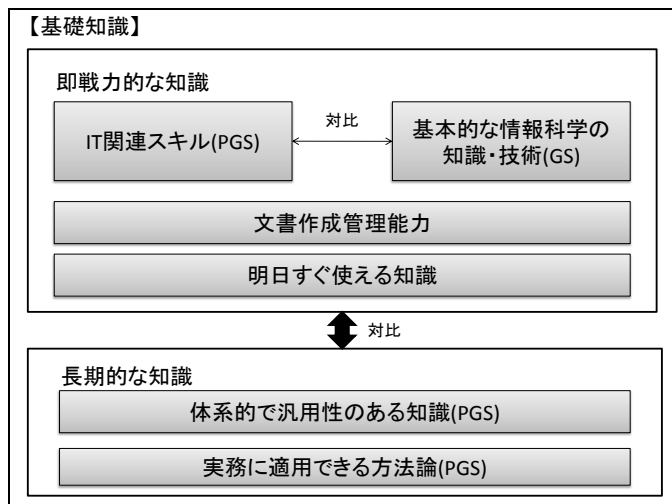 【基礎知識】
即戦力的な知識
IT関連スキル(PGS)
対比
基本的な情報科学の
知識・技術(GS)
文書作成管理能力
明日すぐ使える知識
対比
長期的な知識
体系的で汎用性のある知識(PGS)
実務に適用できる方法論(PGS)